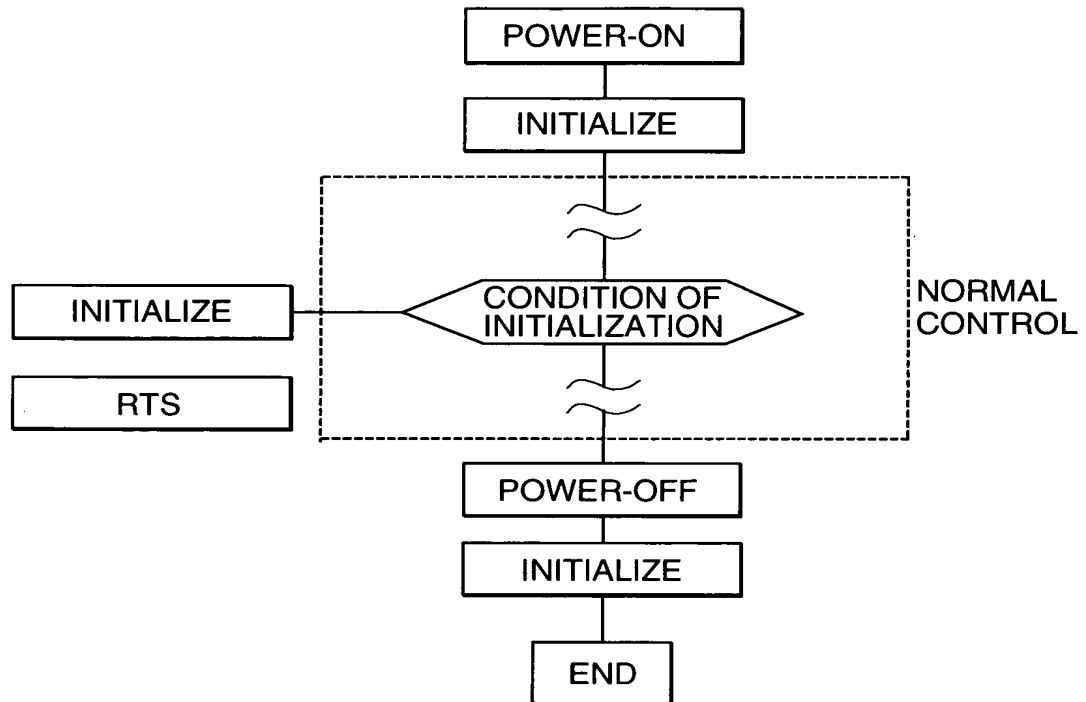 POWER-ON
INITIALIZE
CONDITION OF
INITIALIZATION
NORMAL
CONTROL
INITIALIZE
RTS
POWER-OFF
INITIALIZE
END